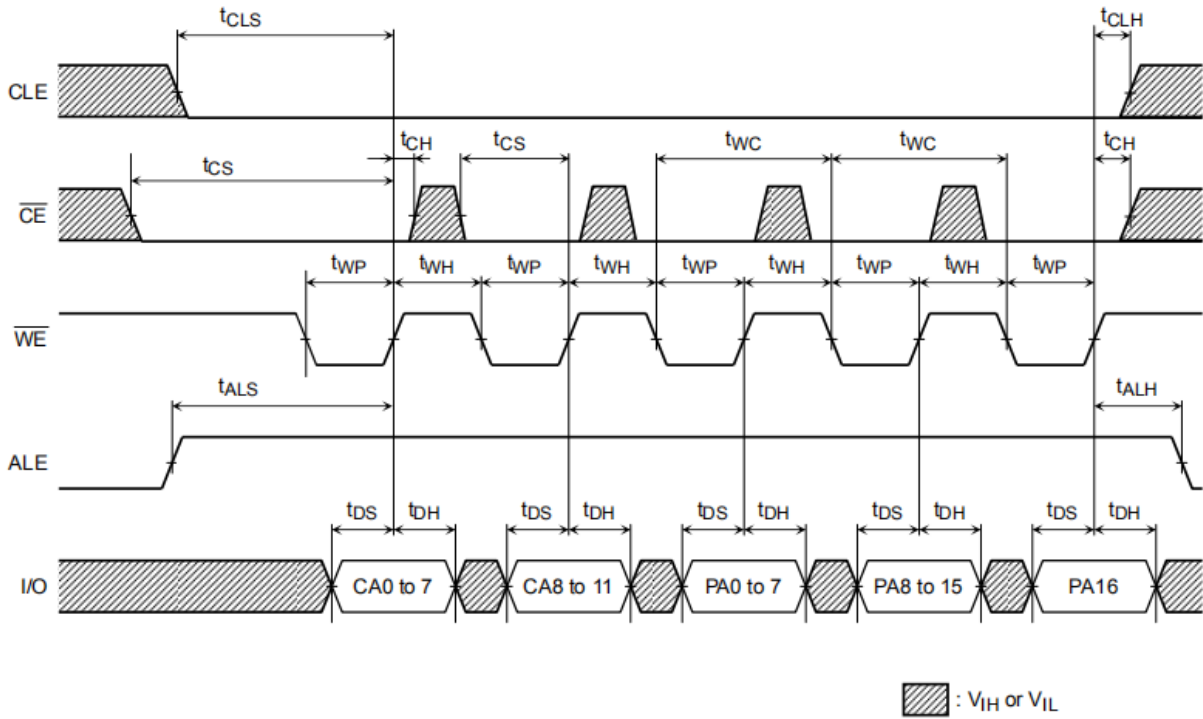 tCLS tCLH
CLE
tCH tCS tWC tWC tCH
tCS
CE
tWP tWH tWP tWH tWP tWH tWP tWH tWP
WE
tALS tALH
ALE
tDS tDH tDS tDH tDS tDH tDS tDH tDS tDH
I/O CA0 to 7 CA8 to 11 PA0 to 7 PA8 to 15 PA16
: VIH or VIL